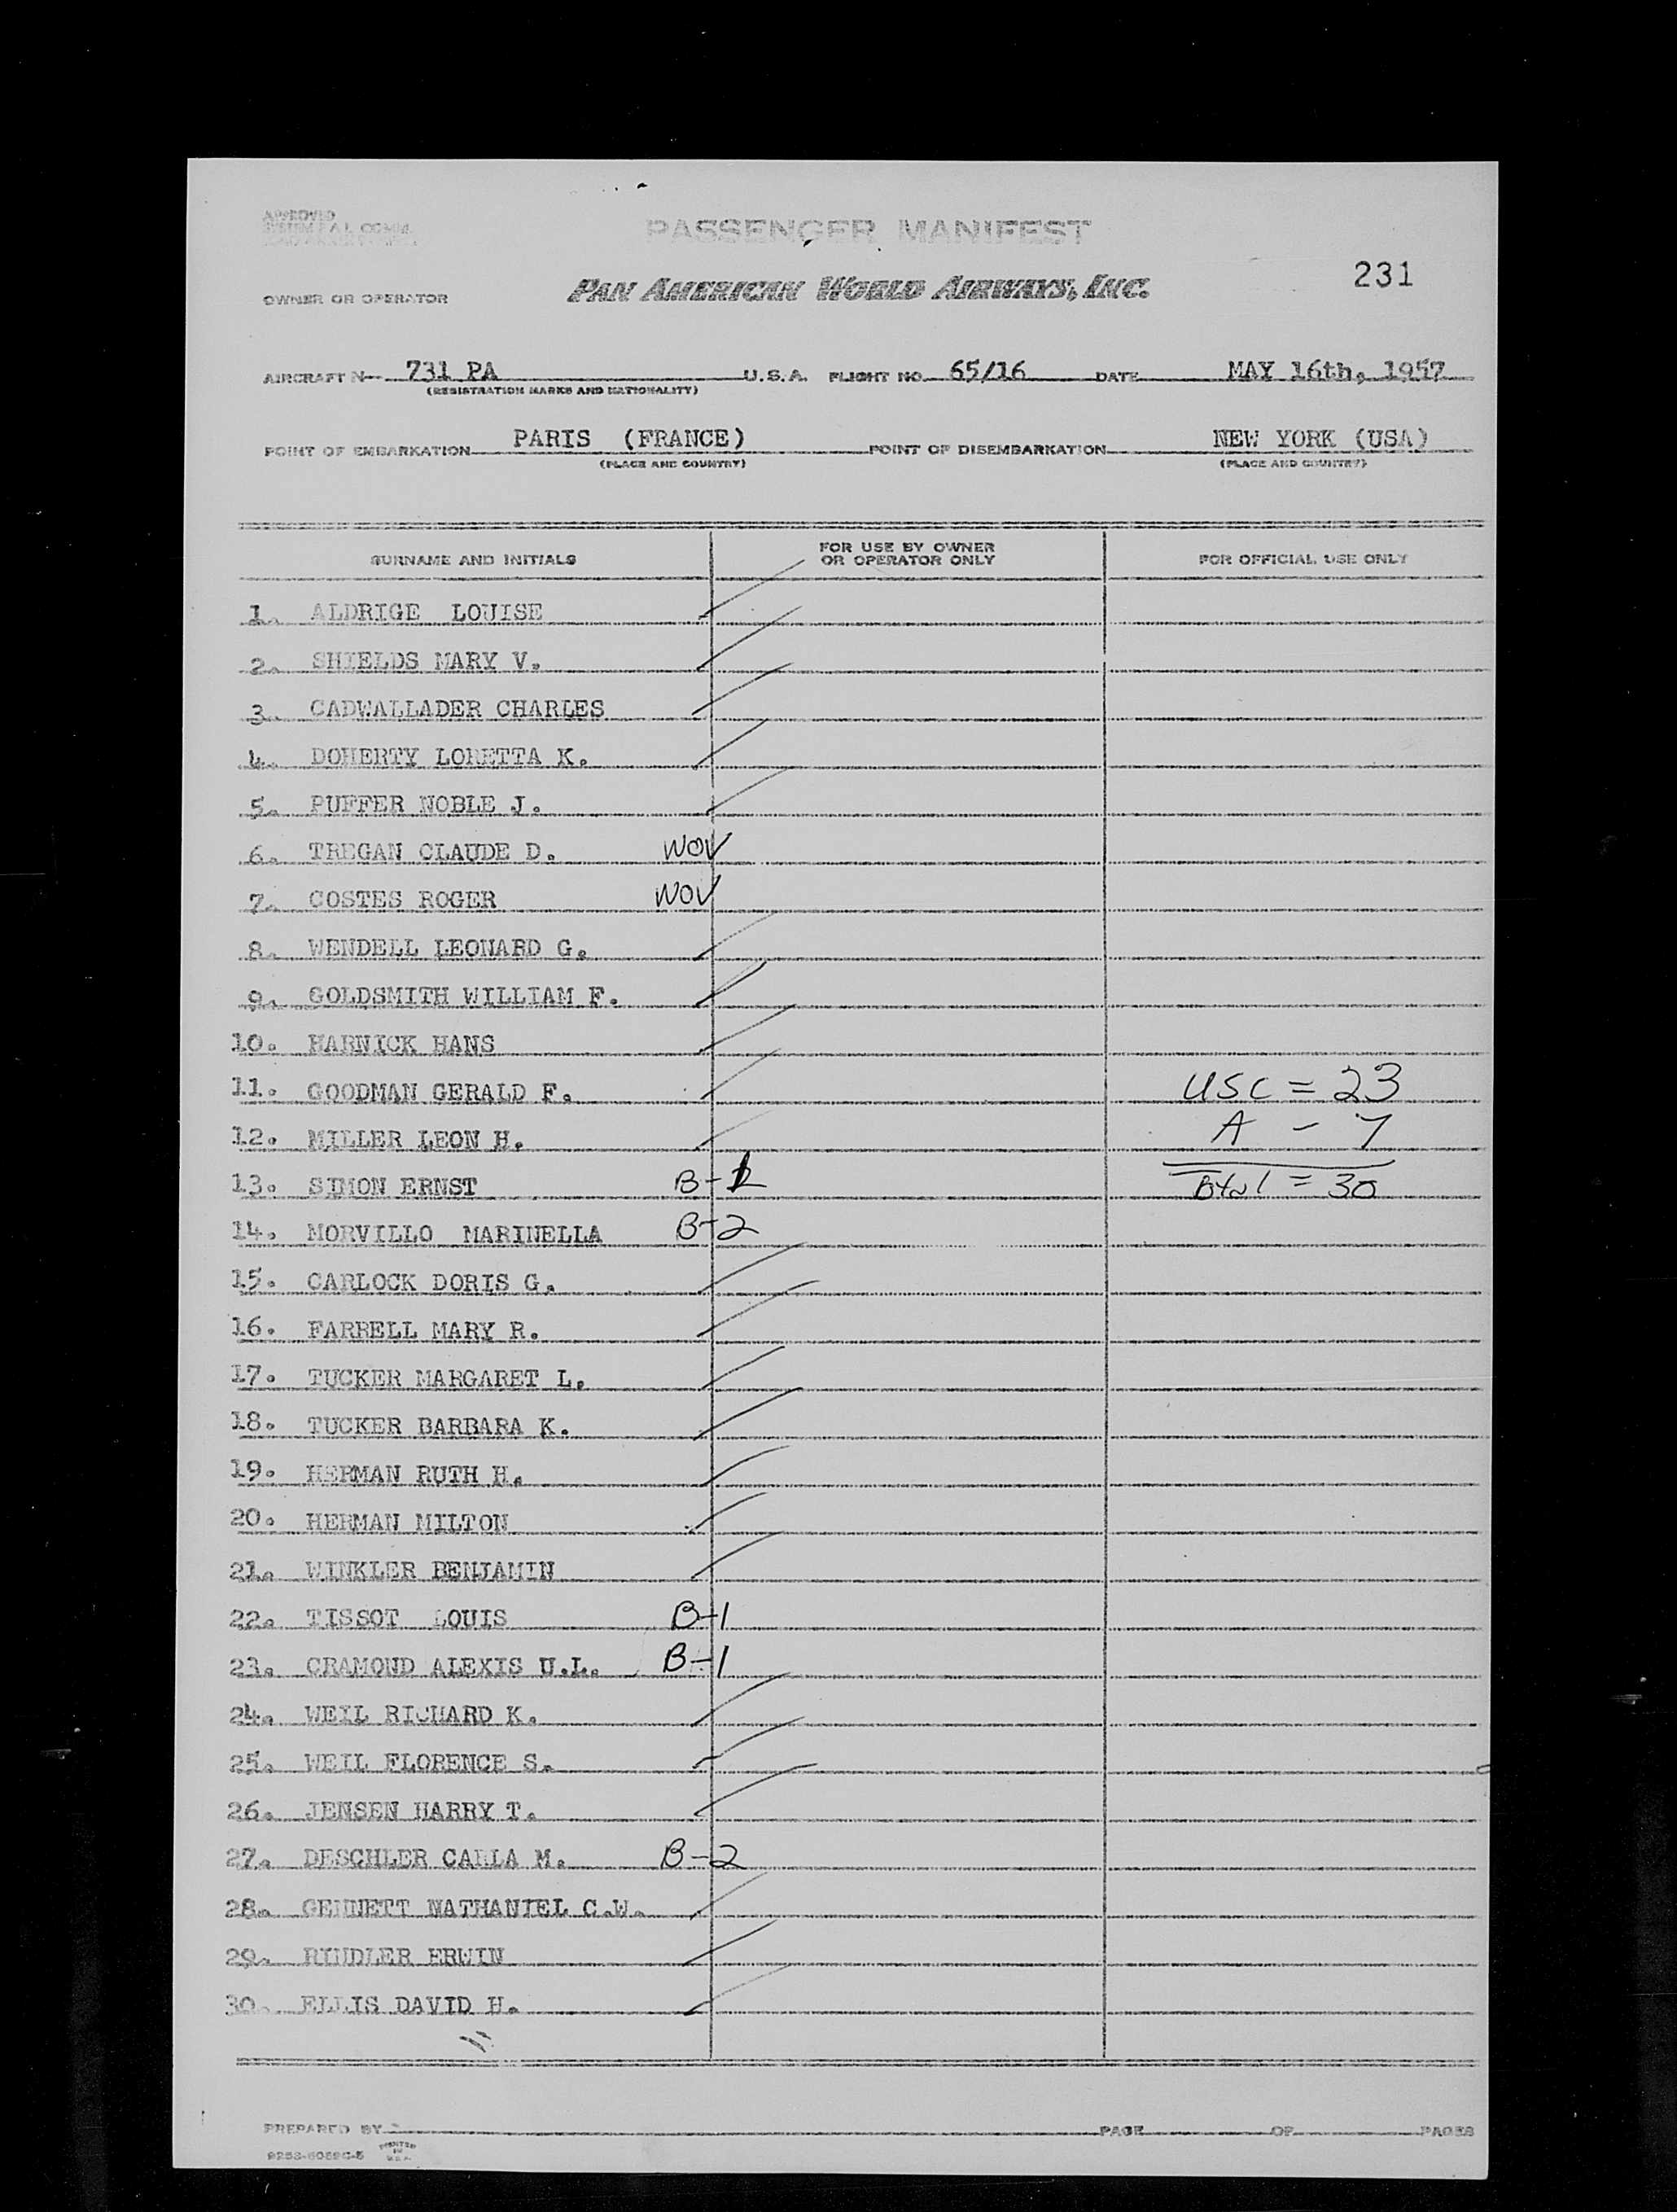 APPROVED
SYSTEM F.A.L. COMM.
PASSENGER MANIFEST
231
OWNER OR OPERATOR PAN AMERICAN WORLD AIRWAYS, INC.
AIRCRAFT N- 731 PA U.S.A. FLIGHT NO. 65/16 DATE MAY 16th, 1957
(REGISTRATION MARKS AND NATIONALITY)
POINT OF EMBARKATION PARIS (FRANCE) POINT OF DISEMBARKATION NEW YORK (USA)
(PLACE AND COUNTRY) (PLACE AND COUNTRY)
SURNAME AND INITIALS FOR USE BY OWNER OR OPERATOR ONLY FOR OFFICIAL USE ONLY
1. ALDRIGE LOUISE
2. SHIELDS MARY V.
3. CADWALLADER CHARLES
4. DOHERTY LORETTA K.
5. PUFFER NOBLE J.
6. TREGAN CLAUDE D. WOV
7. COSTES ROGER WOV
8. WENDELL LEONARD G.
9. GOLDSMITH WILLIAM F.
10. HARNICK HANS
11. GOODMAN GERALD F. USC = 23
12. MILLER LEON H. A - 7
13. SIMON ERNST B-1 Total = 30
14. MORVILLO MARINELLA B-2
15. CARLOCK DORIS G.
16. FARRELL MARY R.
17. TUCKER MARGARET L.
18. TUCKER BARBARA K.
19. HERMAN RUTH H.
20. HERMAN MILTON
21. WINKLER BENJAMIN
22. TISSOT LOUIS B-1
23. CRAMOND ALEXIS U.L. B-1
24. WEIL RICHARD K.
25. WEIL FLORENCE S.
26. JENSEN HARRY T.
27. DESCHLER CARLA M. B-2
28. GENNETT NATHANIEL C.W.
29. RINDLER ERWIN
30. ELLIS DAVID H.
PREPARED BY PAGE OF PAGES
PRINTED IN U.S.A.